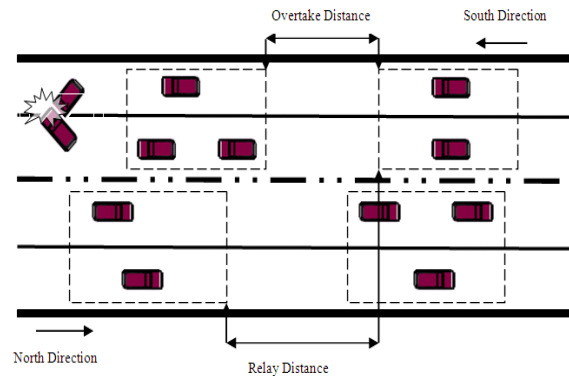 Overtake Distance
South Direction
North Direction
Relay Distance